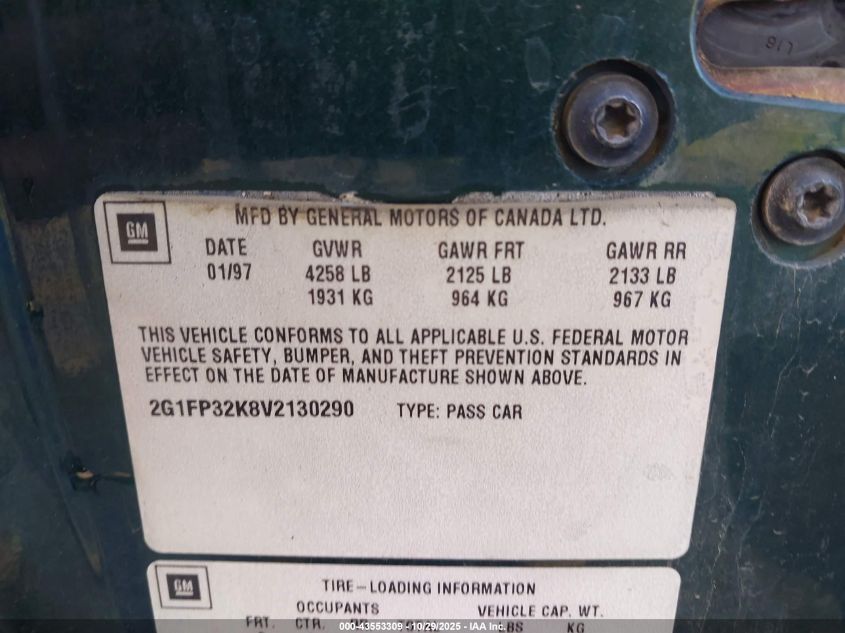 GM
MFD BY GENERAL MOTORS OF CANADA LTD.
DATE GVWR GAWR FRT GAWR RR
01/97 4258 LB 2125 LB 2133 LB
1931 KG 964 KG 967 KG
THIS VEHICLE CONFORMS TO ALL APPLICABLE U.S. FEDERAL MOTOR
VEHICLE SAFETY, BUMPER, AND THEFT PREVENTION STANDARDS IN
EFFECT ON THE DATE OF MANUFACTURE SHOWN ABOVE.
2G1FP32K8V2130290 TYPE: PASS CAR
GM
TIRE-LOADING INFORMATION
OCCUPANTS VEHICLE CAP. WT.
FRT. CTR. LBS KG
000-43553309 - 10/29/2025 - IAA Inc.